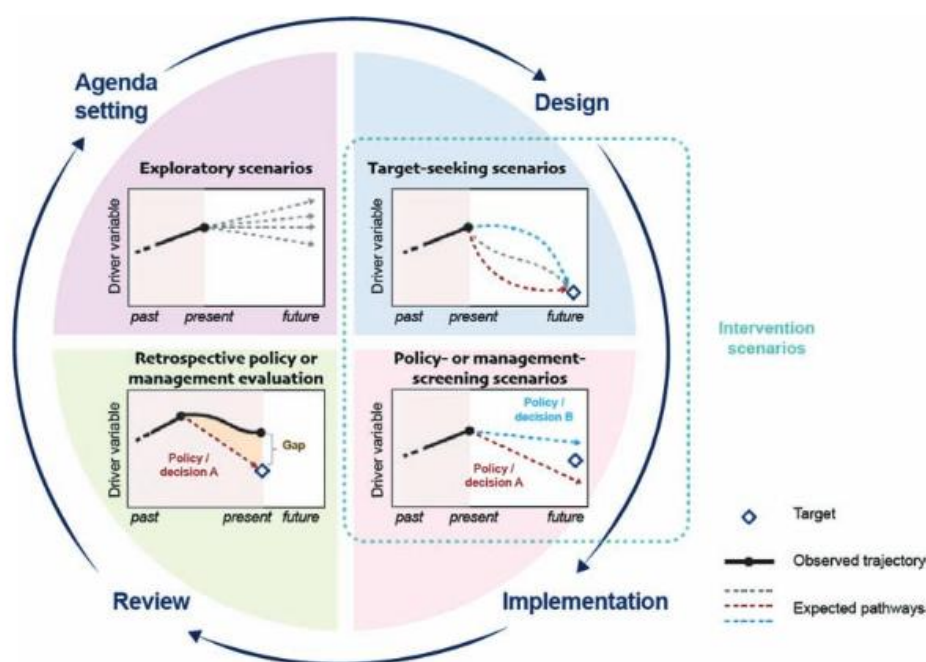 Agenda
setting
Design
Exploratory scenarios
Driver variable
past present future
Target-seeking scenarios
Driver variable
past present future
Intervention
scenarios
Retrospective policy or
management evaluation
Driver variable
Policy /
decision A
Gap
past present future
Policy- or management-
screening scenarios
Driver variable
Policy /
decision B
Policy /
decision A
past present future
Review
Implementation
Target
Observed trajectory
Expected pathways